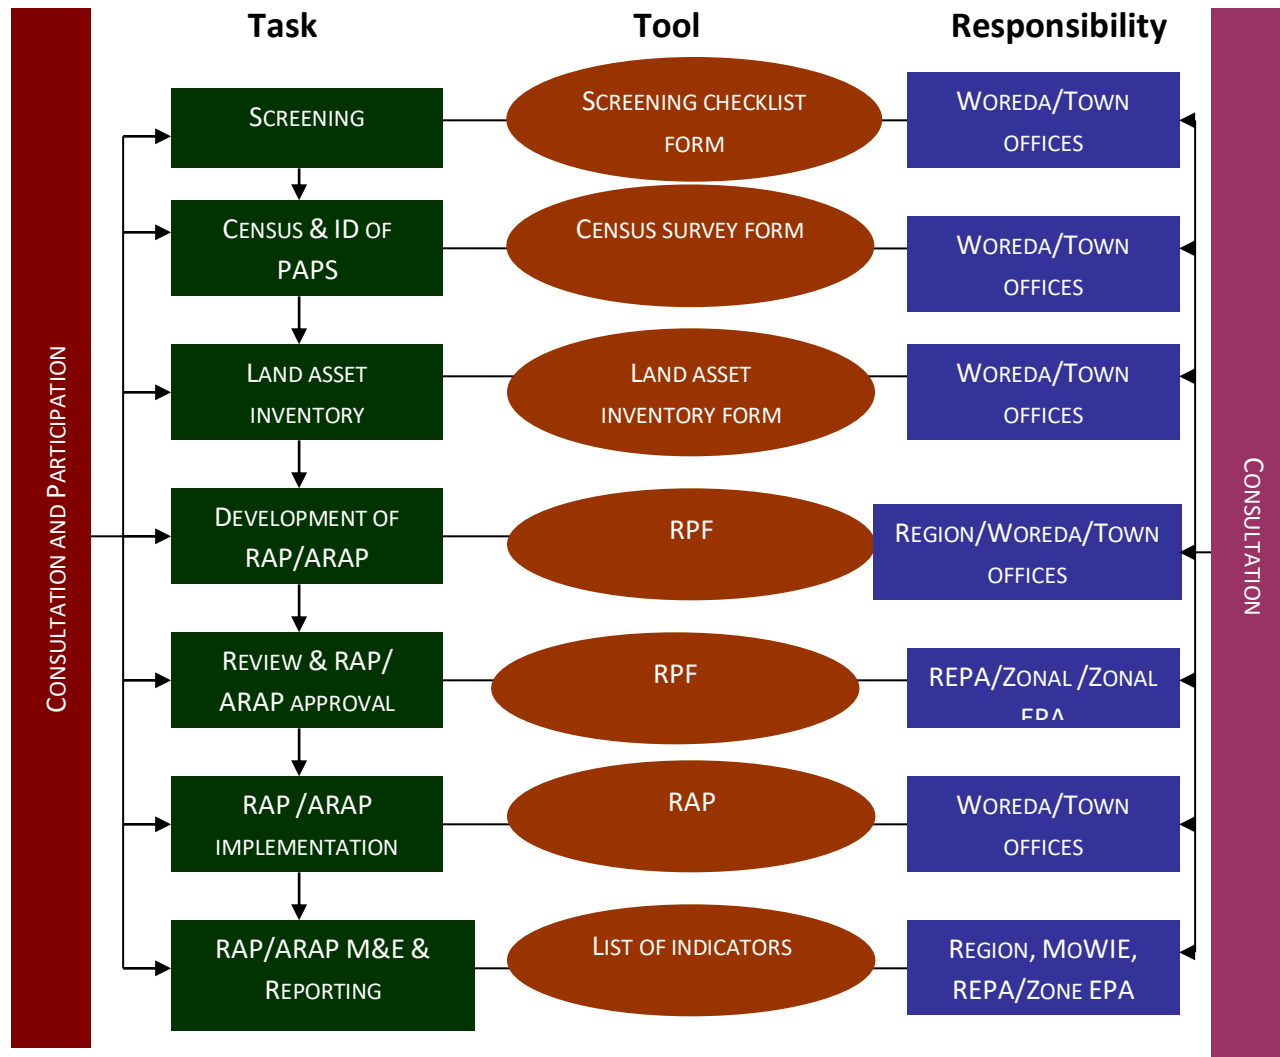 Task
Tool
Responsibility
CONSULTATION AND PARTICIPATION
SCREENING
SCREENING CHECKLIST
FORM
WOREDA/TOWN
OFFICES
CENSUS & ID OF
PAPS
CENSUS SURVEY FORM
WOREDA/TOWN
OFFICES
LAND ASSET
INVENTORY
LAND ASSET
INVENTORY FORM
WOREDA/TOWN
OFFICES
DEVELOPMENT OF
RAP/ARAP
RPF
REGION/WOREDA/TOWN
OFFICES
REVIEW & RAP/
ARAP APPROVAL
RPF
REPA/ZONAL /ZONAL
EPA
RAP /ARAP
IMPLEMENTATION
RAP
WOREDA/TOWN
OFFICES
RAP/ARAP M&E &
REPORTING
LIST OF INDICATORS
REGION, MOWIE,
REPA/ZONE EPA
CONSULTATION